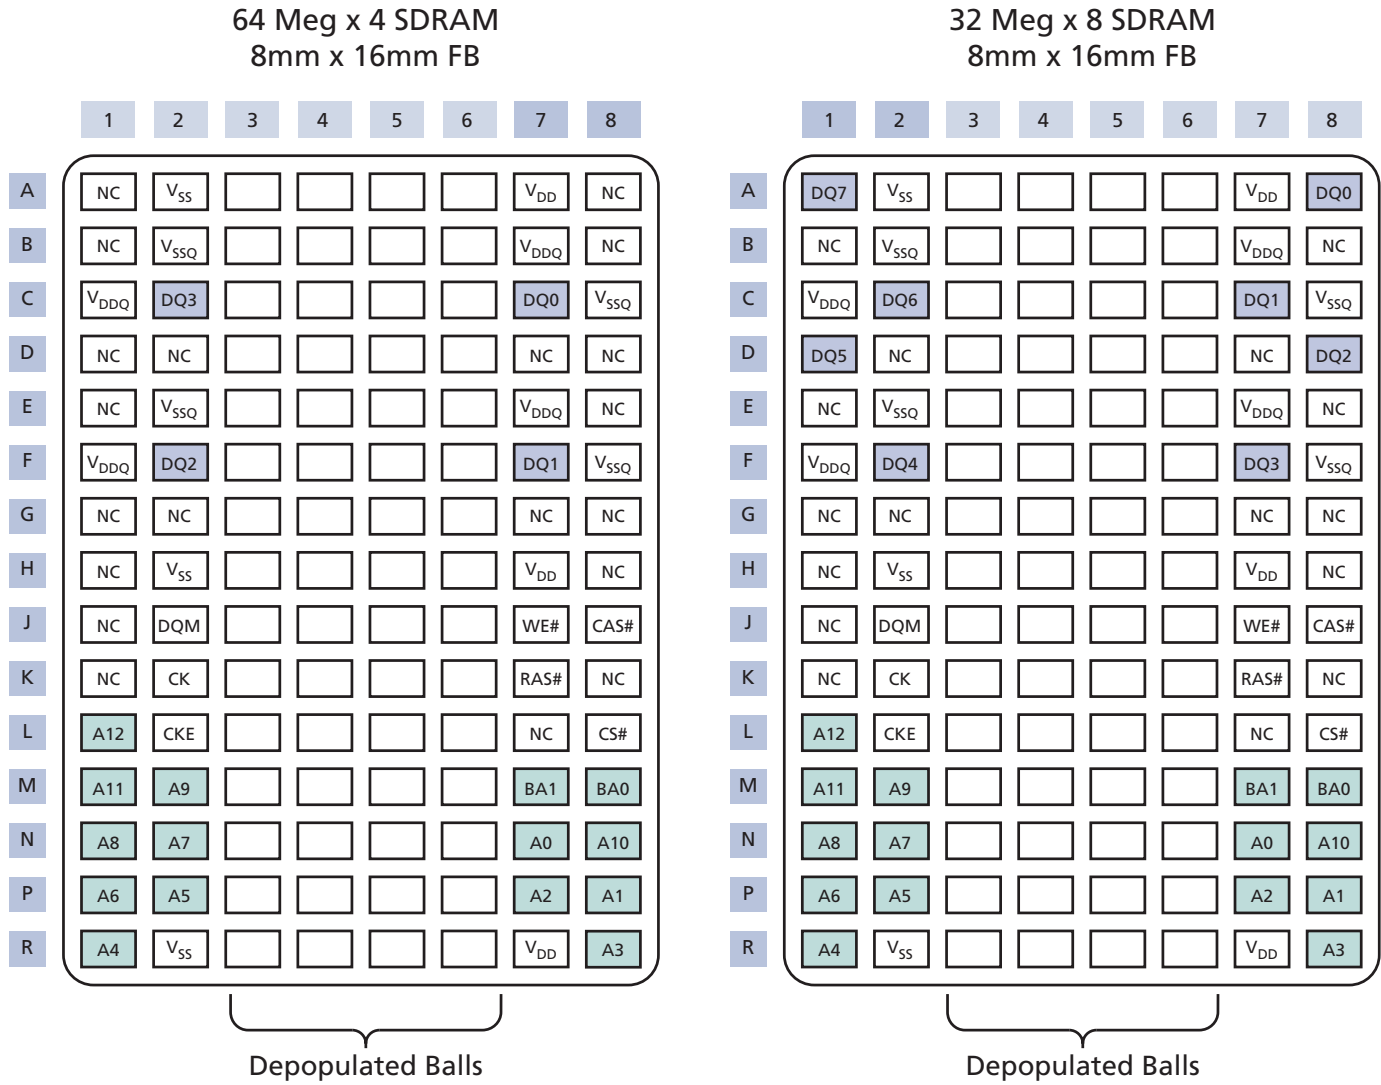 64 Meg x 4 SDRAM
8mm x 16mm FB
1 2 3 4 5 6 7 8
A NC VSS VDD NC
B NC VSSQ VDDQ NC
C VDDQ DQ3 DQ0 VSSQ
D NC NC NC NC
E NC VSSQ VDDQ NC
F VDDQ DQ2 DQ1 VSSQ
G NC NC NC NC
H NC VSS VDD NC
J NC DQM WE# CAS#
K NC CK RAS# NC
L A12 CKE NC CS#
M A11 A9 BA1 BA0
N A8 A7 A0 A10
P A6 A5 A2 A1
R A4 VSS VDD A3
Depopulated Balls
32 Meg x 8 SDRAM
8mm x 16mm FB
1 2 3 4 5 6 7 8
A DQ7 VSS VDD DQ0
B NC VSSQ VDDQ NC
C VDDQ DQ6 DQ1 VSSQ
D DQ5 NC NC DQ2
E NC VSSQ VDDQ NC
F VDDQ DQ4 DQ3 VSSQ
G NC NC NC NC
H NC VSS VDD NC
J NC DQM WE# CAS#
K NC CK RAS# NC
L A12 CKE NC CS#
M A11 A9 BA1 BA0
N A8 A7 A0 A10
P A6 A5 A2 A1
R A4 VSS VDD A3
Depopulated Balls